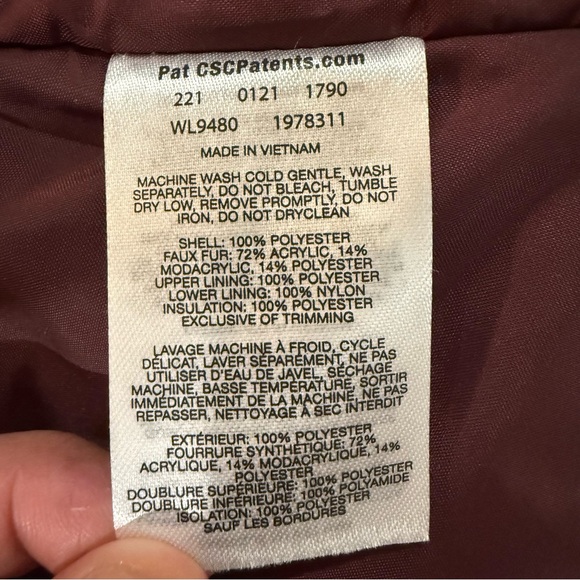 Pat CSCPatents.com
221 0121 1790
WL9480 1978311
MADE IN VIETNAM
MACHINE WASH COLD GENTLE, WASH
SEPARATELY, DO NOT BLEACH, TUMBLE
DRY LOW, REMOVE PROMPTLY, DO NOT
IRON, DO NOT DRYCLEAN
SHELL: 100% POLYESTER
FAUX FUR: 72% ACRYLIC, 14%
MODACRYLIC, 14% POLYESTER
UPPER LINING: 100% POLYESTER
LOWER LINING: 100% NYLON
INSULATION: 100% POLYESTER
EXCLUSIVE OF TRIMMING
LAVAGE MACHINE À FROID, CYCLE
DÉLICAT, LAVER SÉPARÉMENT, NE PAS
UTILISER D'EAU DE JAVEL, SÉCHAGE
MACHINE, BASSE TEMPÉRATURE, SORTIR
IMMÉDIATEMENT DE LA MACHINE, NE PAS
REPASSER, NETTOYAGE À SEC INTERDIT
EXTÉRIEUR: 100% POLYESTER
FOURRURE SYNTHÉTIQUE: 72%
ACRYLIQUE, 14% MODACRYLIQUE, 14%
POLYESTER
DOUBLURE SUPÉRIEURE: 100% POLYESTER
DOUBLURE INFÉRIEURE: 100% POLYAMIDE
ISOLATION: 100% POLYESTER
SAUF LES BORDURES